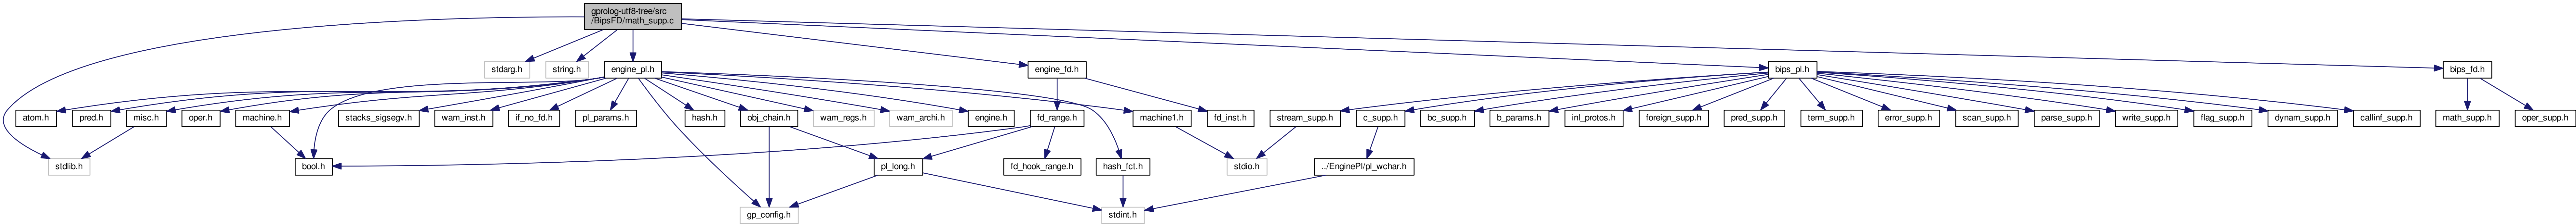 gprolog-utf8-tree/src
/BipsFD/math_supp.c
stdarg.h
string.h
engine_pl.h
engine_fd.h
bips_pl.h
bips_fd.h
atom.h
pred.h
misc.h
oper.h
machine.h
stacks_sigsegv.h
wam_inst.h
if_no_fd.h
pl_params.h
hash.h
obj_chain.h
wam_regs.h
wam_archi.h
engine.h
fd_range.h
machine1.h
fd_inst.h
stream_supp.h
c_supp.h
bc_supp.h
b_params.h
inl_protos.h
foreign_supp.h
pred_supp.h
term_supp.h
error_supp.h
scan_supp.h
parse_supp.h
write_supp.h
flag_supp.h
dynam_supp.h
callinf_supp.h
math_supp.h
oper_supp.h
stdlib.h
bool.h
pl_long.h
fd_hook_range.h
hash_fct.h
stdio.h
../EnginePl/pl_wchar.h
gp_config.h
stdint.h